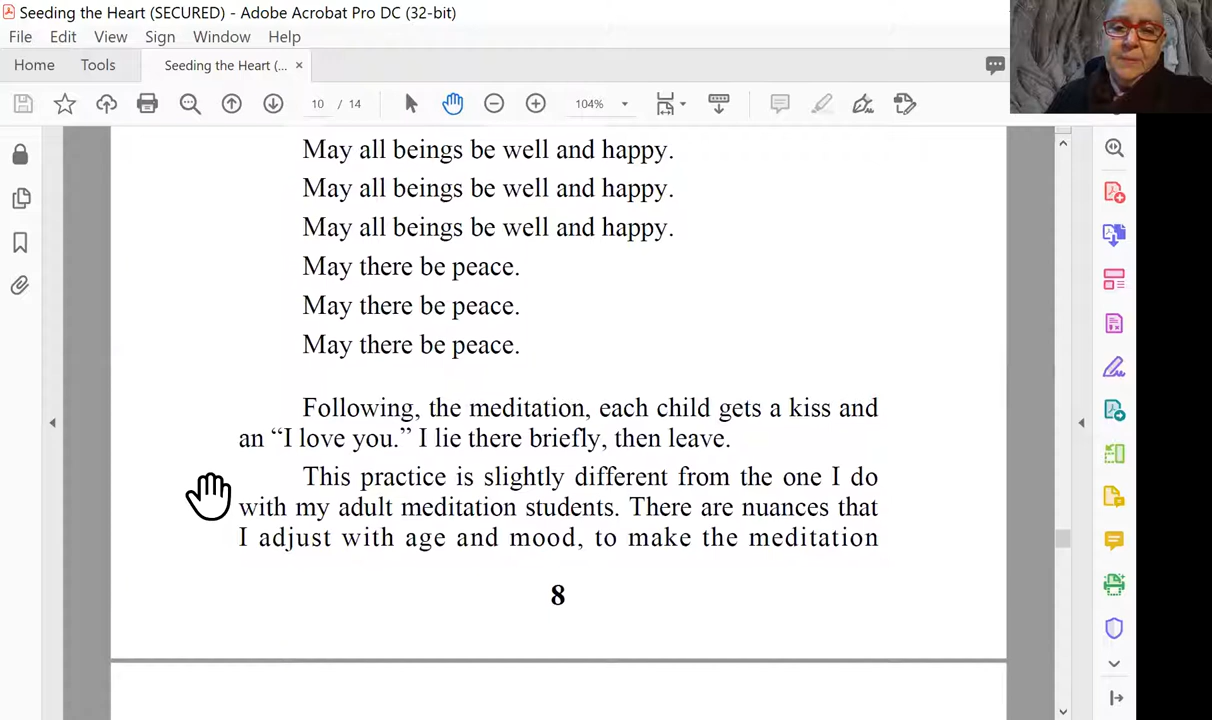 Seeding the Heart (SECURED) - Adobe Acrobat Pro DC (32-bit)
File Edit View Sign Window Help
Home Tools Seeding the Heart (... ×
10 / 14 104%
May all beings be well and happy.
May all beings be well and happy.
May all beings be well and happy.
May there be peace.
May there be peace.
May there be peace.
Following, the meditation, each child gets a kiss and
an “I love you.” I lie there briefly, then leave.
This practice is slightly different from the one I do
with my adult meditation students. There are nuances that
I adjust with age and mood, to make the meditation
8